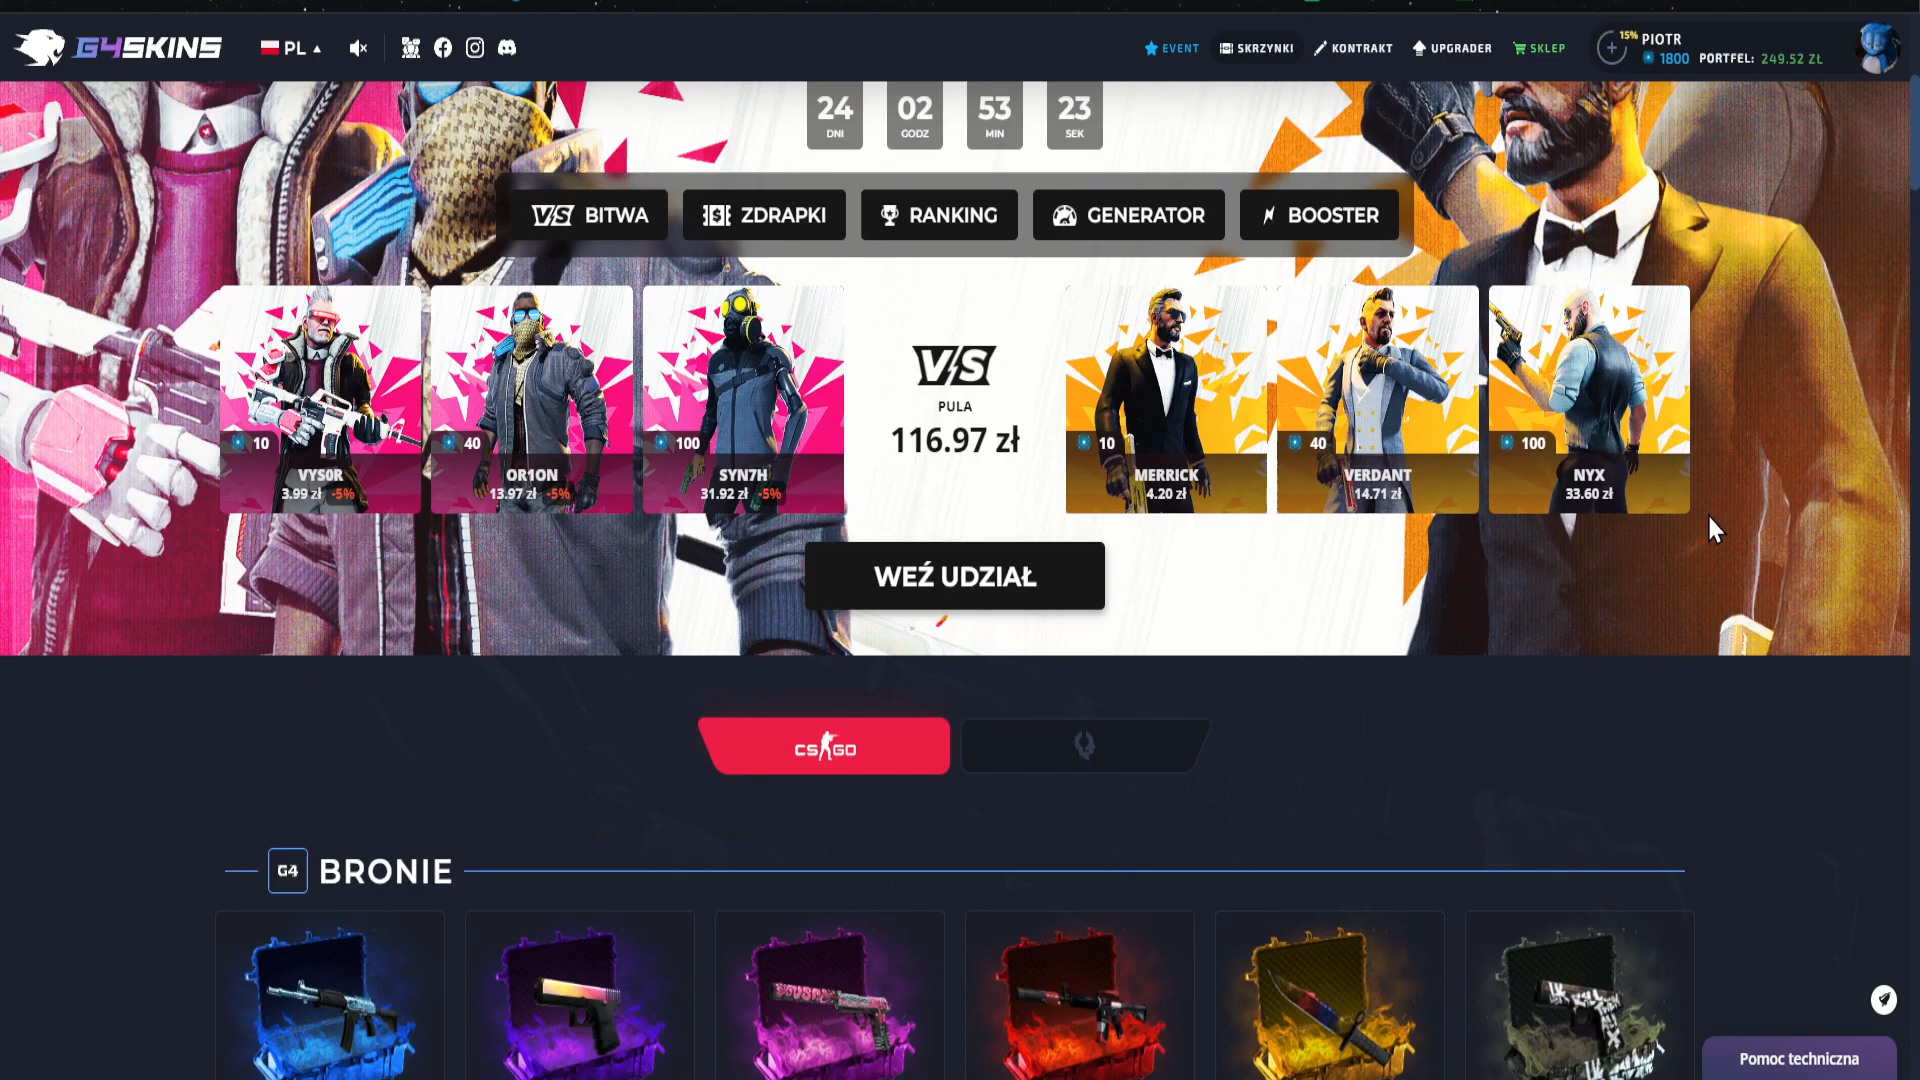 G4SKINS
PL
EVENT
SKRZYNKI
KONTRAKT
UPGRADER
SKLEP
15%
PIOTR
1800 PORTFEL: 249.52 ZŁ
24 02 53 23
DNI GODZ MIN SEK
VS BITWA
ZDRAPKI
RANKING
GENERATOR
BOOSTER
10
VYS0R
3.99 zł -5%
40
OR1ON
13.97 zł -5%
100
SYN7H
31.92 zł -5%
VS
PULA
116.97 zł
10
MERRICK
4.20 zł
40
VERDANT
14.71 zł
100
NYX
33.60 zł
WEŹ UDZIAŁ
CS GO
G4 BRONIE
Pomoc techniczna